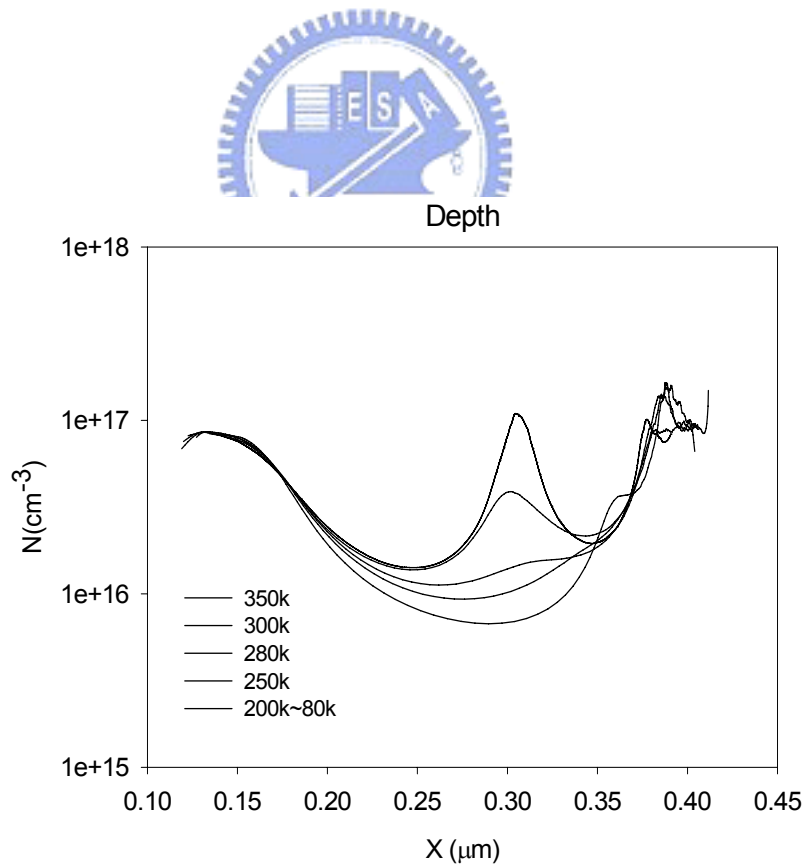 E S A
Depth
1e+18
1e+17
1e+16
1e+15
N(cm-3)
350k
300k
280k
250k
200k~80k
0.10 0.15 0.20 0.25 0.30 0.35 0.40 0.45
X (μm)